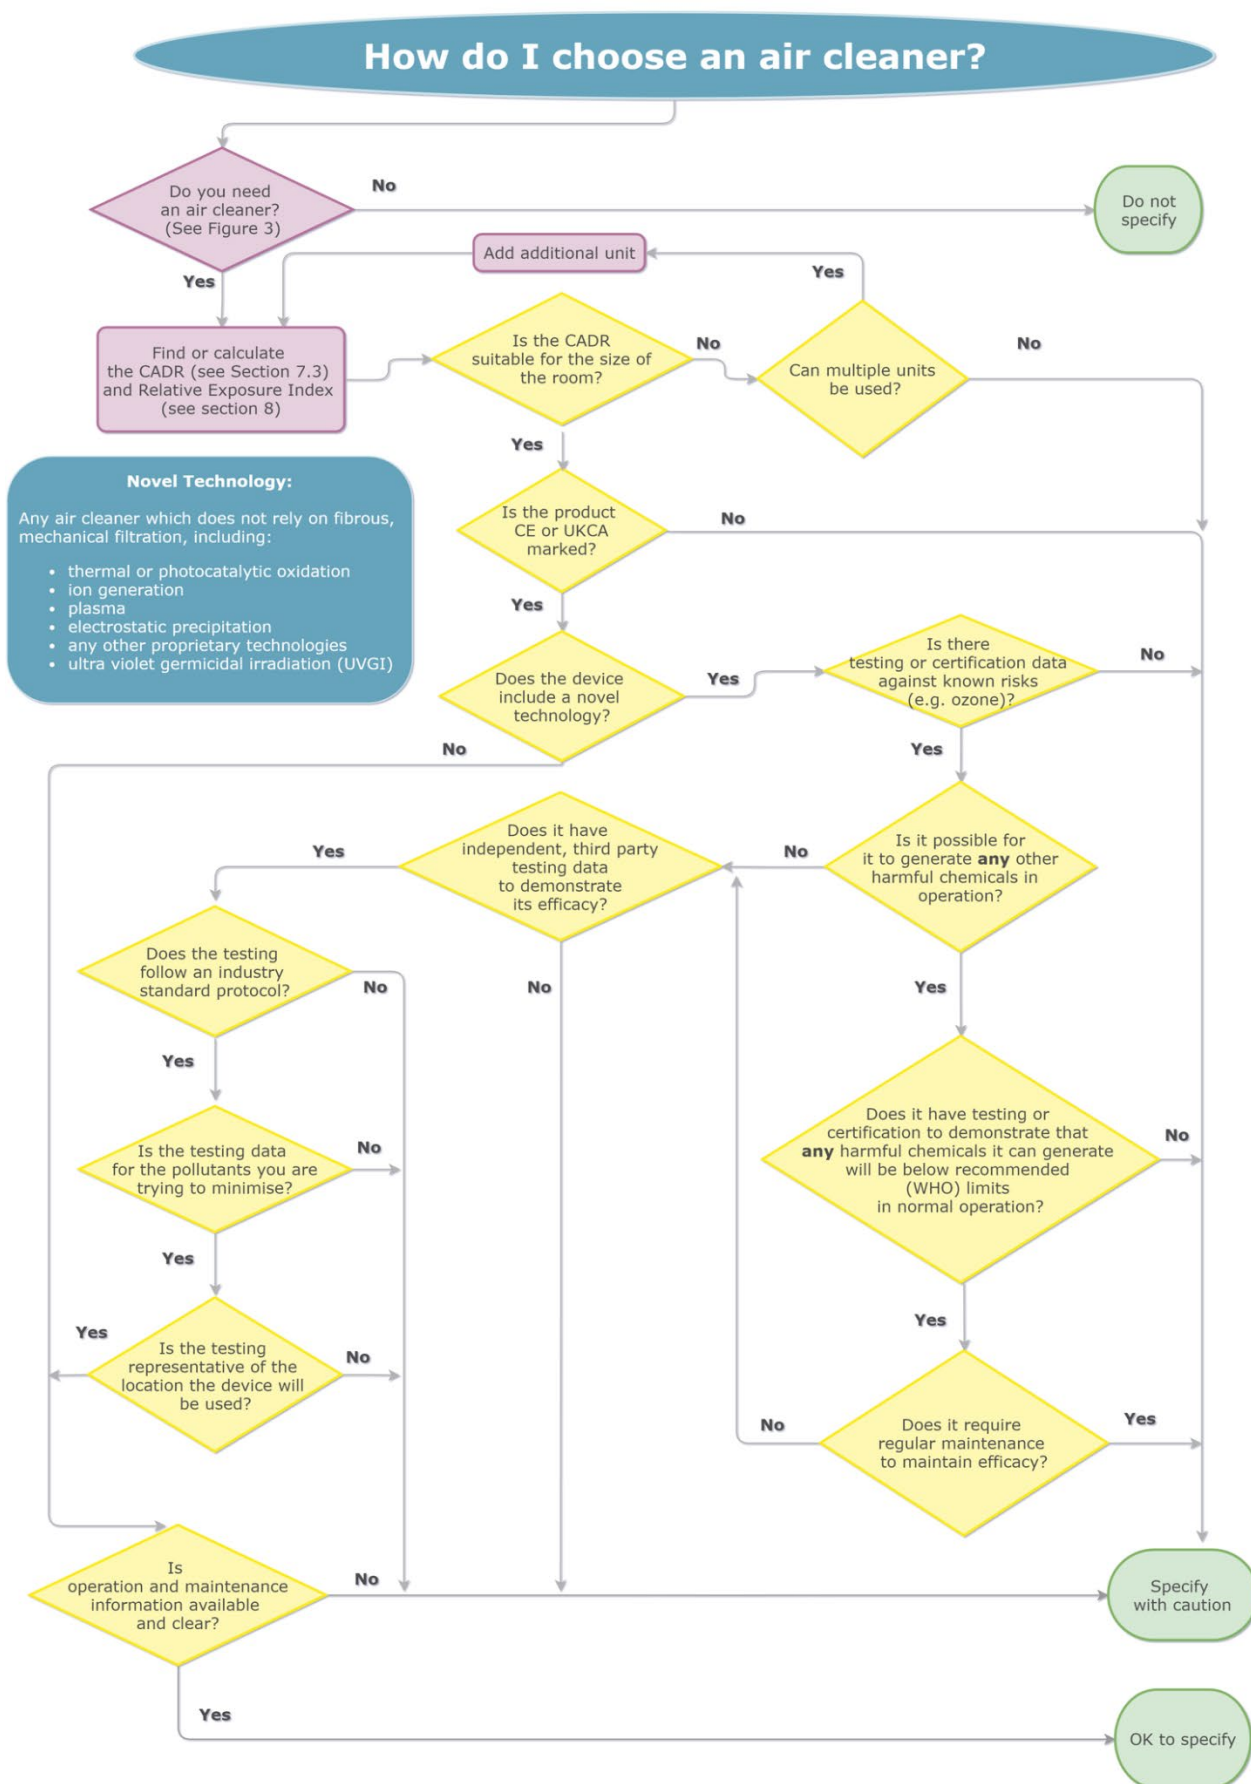 How do I choose an air cleaner?
Do you need
an air cleaner?
(See Figure 3)
No
Do not
specify
Yes
Add additional unit
Yes
Find or calculate
the CADR (see Section 7.3)
and Relative Exposure Index
(see section 8)
Is the CADR
suitable for the size of
the room?
No
Can multiple units
be used?
No
Yes
Novel Technology:
Any air cleaner which does not rely on fibrous,
mechanical filtration, including:
• thermal or photocatalytic oxidation
• ion generation
• plasma
• electrostatic precipitation
• any other proprietary technologies
• ultra violet germicidal irradiation (UVGI)
Is the product
CE or UKCA
marked?
No
Yes
Does the device
include a novel
technology?
Yes
Is there
testing or certification data
against known risks
(e.g. ozone)?
No
No
Yes
Is it possible for
it to generate any other
harmful chemicals in
operation?
No
Does it have
independent, third party
testing data
to demonstrate
its efficacy?
Yes
Does the testing
follow an industry
standard protocol?
No
No
Yes
Yes
Is the testing data
for the pollutants you are
trying to minimise?
No
Does it have testing or
certification to demonstrate that
any harmful chemicals it can generate
will be below recommended
(WHO) limits
in normal operation?
No
Yes
Yes
Yes
Is the testing
representative of the
location the device will
be used?
No
No
Does it require
regular maintenance
to maintain efficacy?
Yes
Is
operation and maintenance
information available
and clear?
No
Specify
with caution
Yes
OK to specify